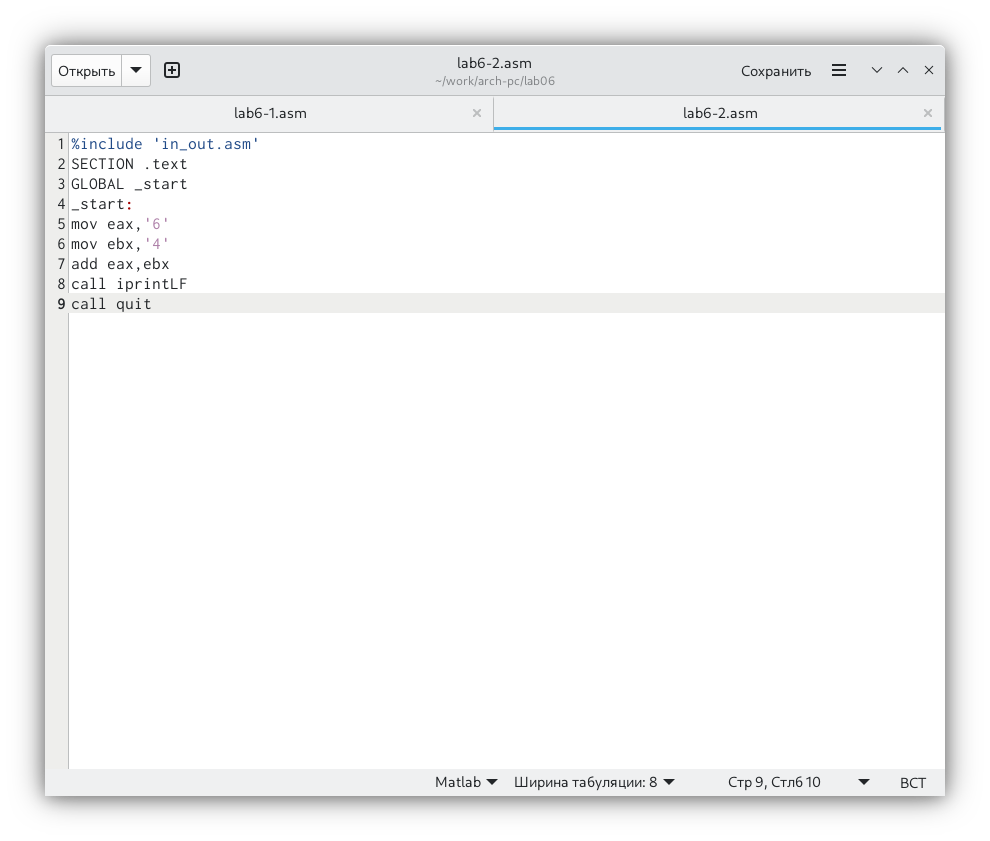 Открыть
lab6-2.asm
~/work/arch-pc/lab06
Сохранить
lab6-1.asm
lab6-2.asm
1 %include 'in_out.asm'
2 SECTION .text
3 GLOBAL _start
4 _start:
5 mov eax,'6'
6 mov ebx,'4'
7 add eax,ebx
8 call iprintLF
9 call quit
Matlab
Ширина табуляции: 8
Стр 9, Стлб 10
ВСТ